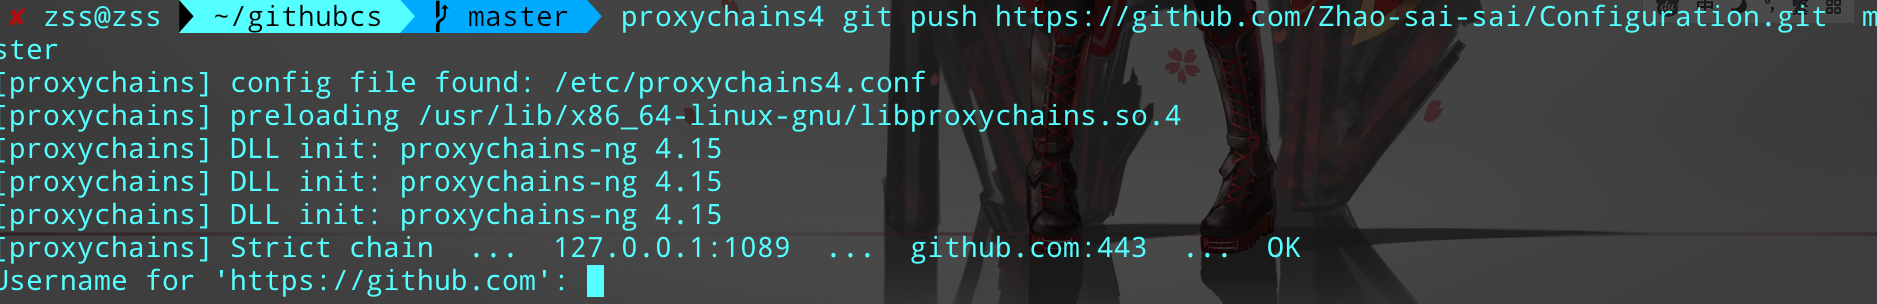 ✘ zss@zss ~/githubcs master proxychains4 git push https://github.com/Zhao-sai-sai/Configuration.git m
ster
[proxychains] config file found: /etc/proxychains4.conf
[proxychains] preloading /usr/lib/x86_64-linux-gnu/libproxychains.so.4
[proxychains] DLL init: proxychains-ng 4.15
[proxychains] DLL init: proxychains-ng 4.15
[proxychains] DLL init: proxychains-ng 4.15
[proxychains] Strict chain ... 127.0.0.1:1089 ... github.com:443 ... OK
Username for 'https://github.com':